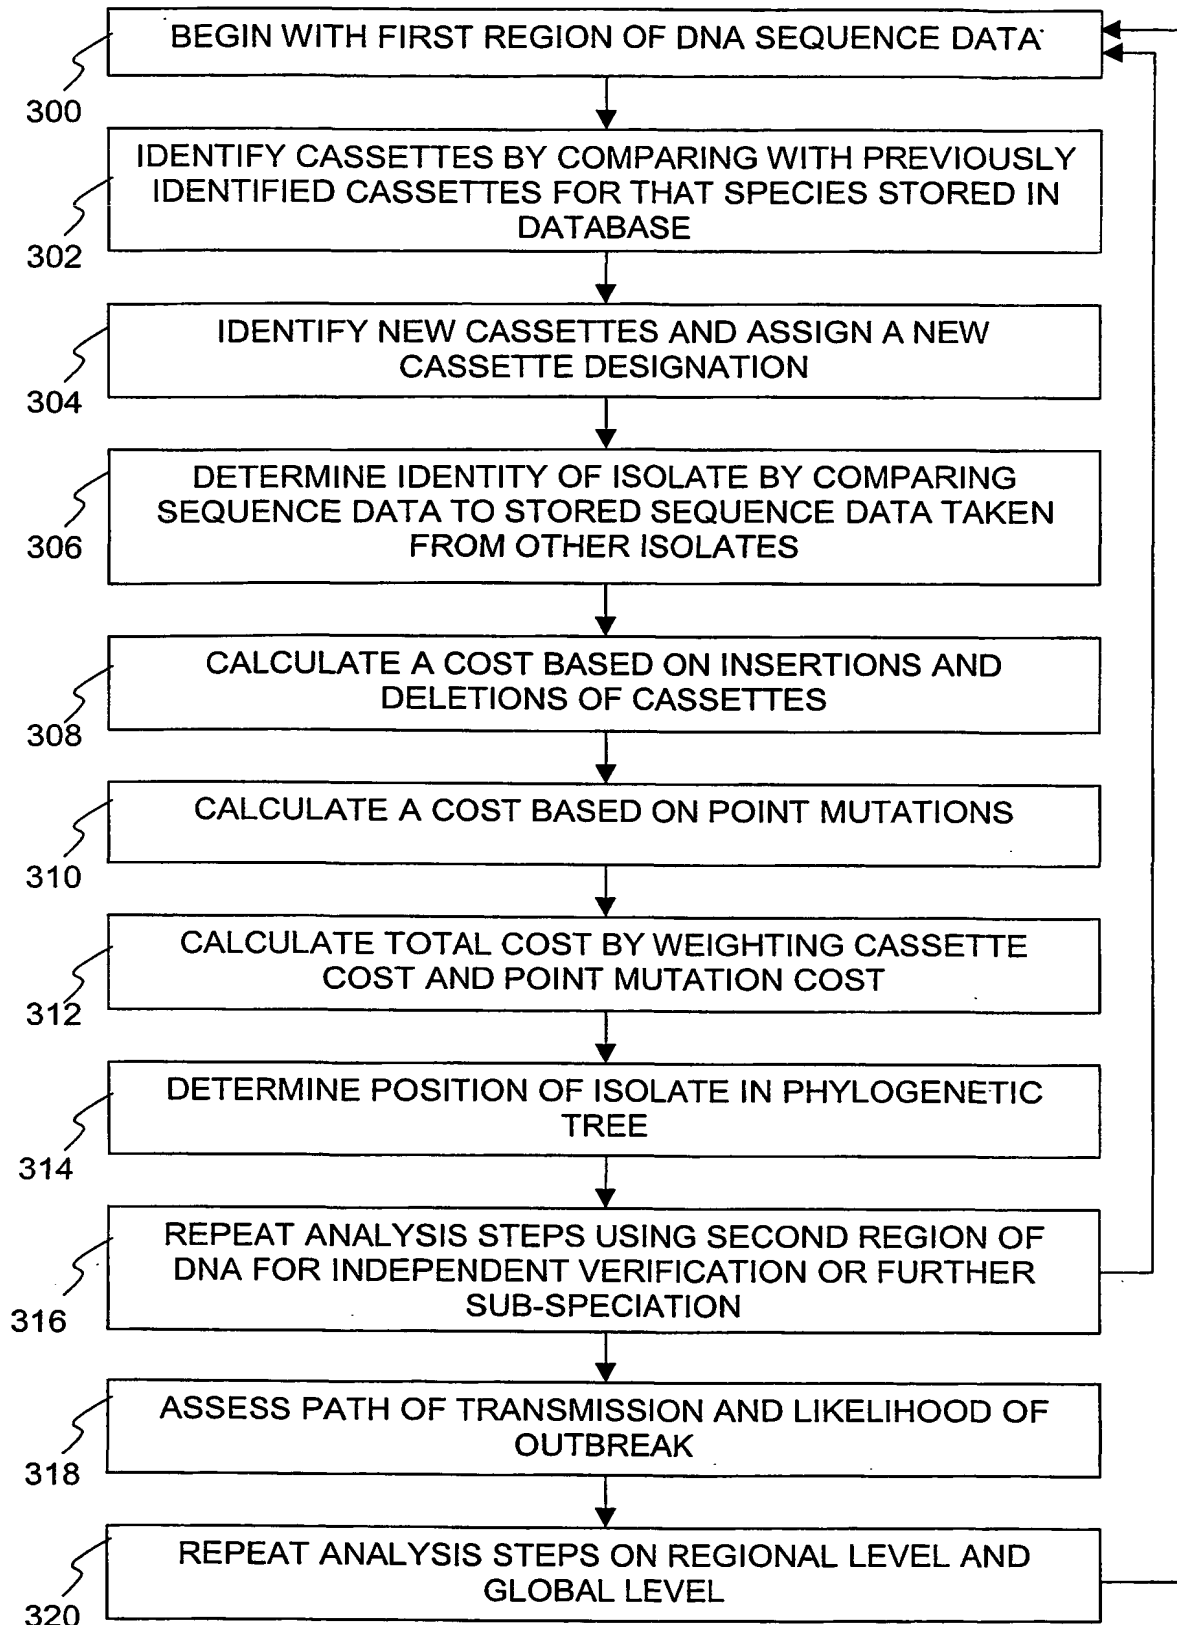 BEGIN WITH FIRST REGION OF DNA SEQUENCE DATA
300
IDENTIFY CASSETTES BY COMPARING WITH PREVIOUSLY
IDENTIFIED CASSETTES FOR THAT SPECIES STORED IN
DATABASE
302
IDENTIFY NEW CASSETTES AND ASSIGN A NEW
CASSETTE DESIGNATION
304
DETERMINE IDENTITY OF ISOLATE BY COMPARING
SEQUENCE DATA TO STORED SEQUENCE DATA TAKEN
FROM OTHER ISOLATES
306
CALCULATE A COST BASED ON INSERTIONS AND
DELETIONS OF CASSETTES
308
CALCULATE A COST BASED ON POINT MUTATIONS
310
CALCULATE TOTAL COST BY WEIGHTING CASSETTE
COST AND POINT MUTATION COST
312
DETERMINE POSITION OF ISOLATE IN PHYLOGENETIC
TREE
314
REPEAT ANALYSIS STEPS USING SECOND REGION OF
DNA FOR INDEPENDENT VERIFICATION OR FURTHER
SUB-SPECIATION
316
ASSESS PATH OF TRANSMISSION AND LIKELIHOOD OF
OUTBREAK
318
REPEAT ANALYSIS STEPS ON REGIONAL LEVEL AND
GLOBAL LEVEL
320